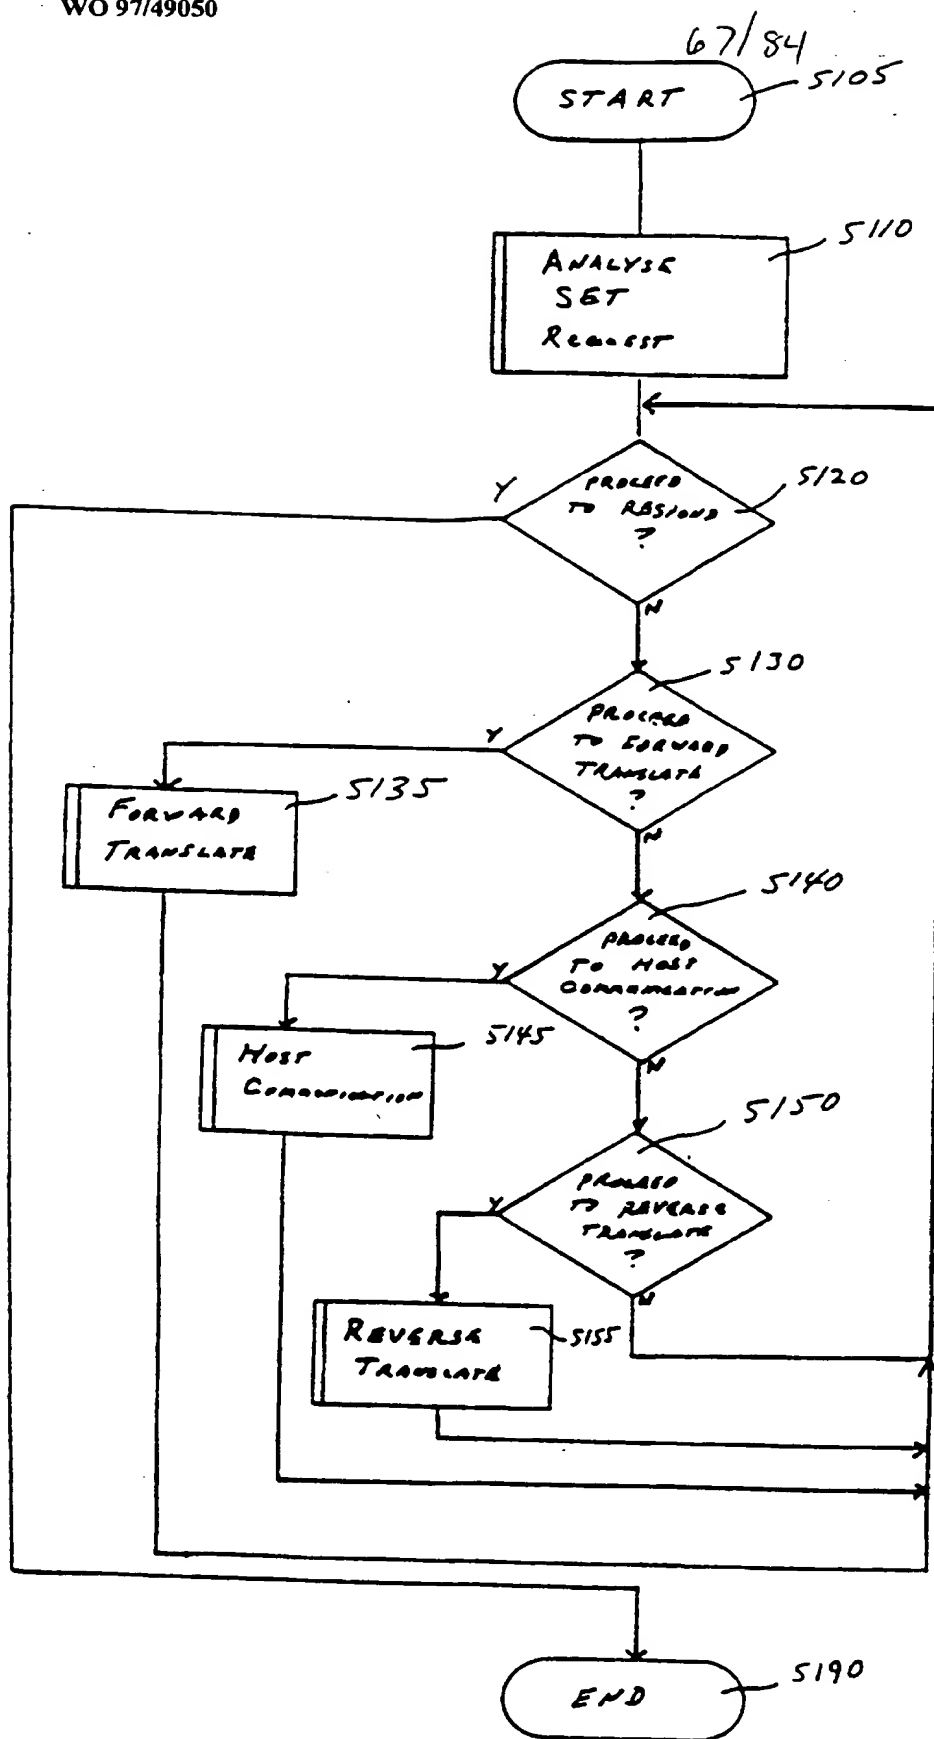 WO 97/49050
67/84
START
5105
5110
ANALYSE
SET
REQUEST
5120
Y
PROCEED
TO RESPOND
?
N
5130
Y
PROCEED
TO FORWARD
TRANSLATE
?
N
5135
FORWARD
TRANSLATE
5140
Y
PROCEED
TO HOST
COMMUNICATION
?
N
5145
HOST
COMMUNICATION
5150
Y
PROCEED
TO REVERSE
TRANSLATE
?
N
REVERSE
TRANSLATE
5155
5190
END